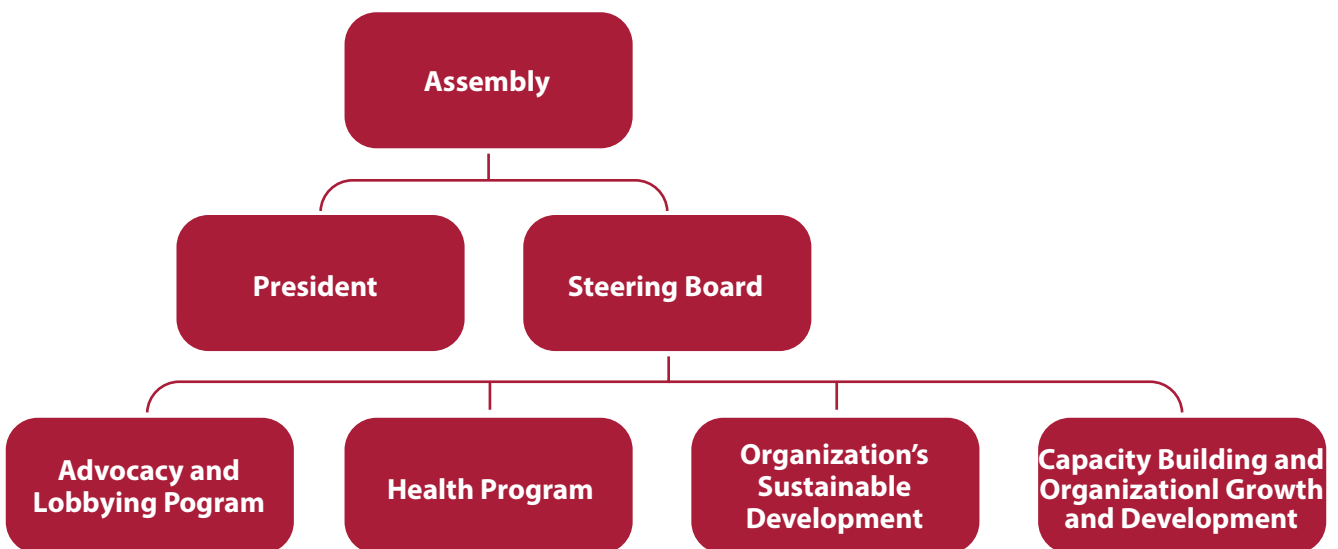 Assembly
President
Steering Board
Advocacy and
Lobbying Pogram
Health Program
Organization’s
Sustainable
Development
Capacity Building and
Organizationl Growth
and Development